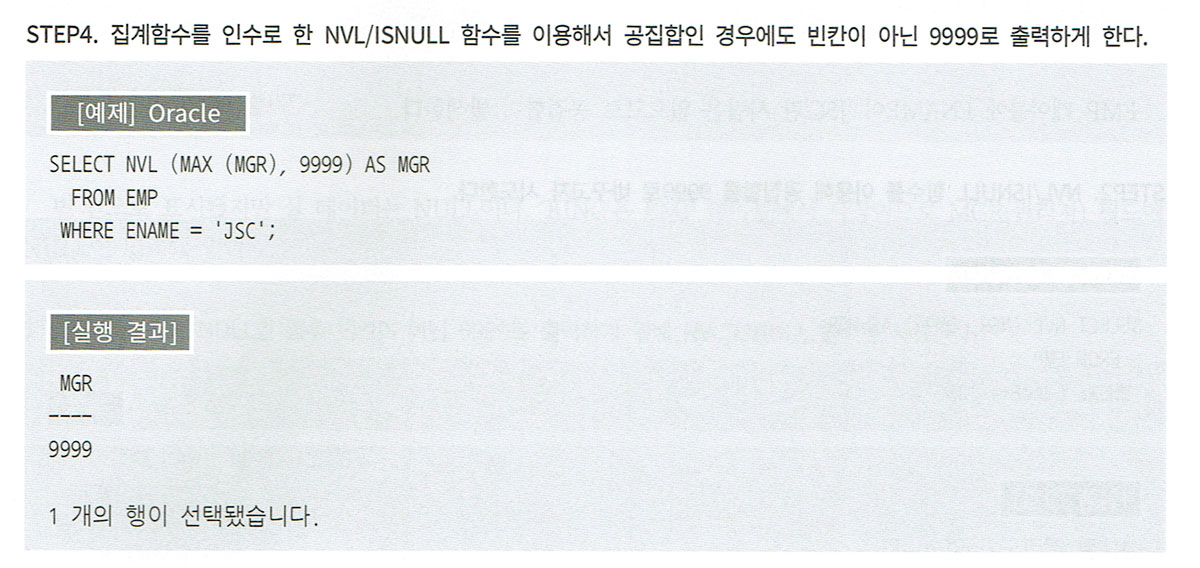 STEP4. 집계함수를 인수로 한 NVL/ISNULL 함수를 이용해서 공집합인 경우에도 빈칸이 아닌 9999로 출력하게 한다.
[예제] Oracle
SELECT NVL (MAX (MGR), 9999) AS MGR
FROM EMP
WHERE ENAME = 'JSC';
[실행 결과]
MGR
----
9999
1 개의 행이 선택됐습니다.